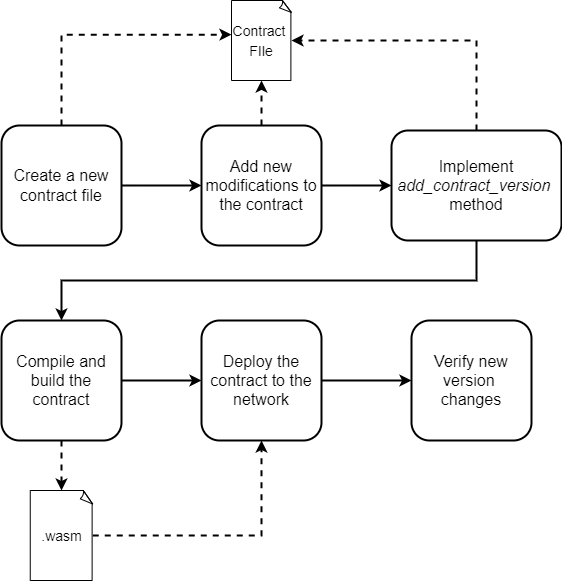 Contract
FIle
Create a new
contract file
Add new
modifications to
the contract
Implement
add_contract_version
method
Compile and
build the
contract
Deploy the
contract to the
network
Verify new
version
changes
.wasm